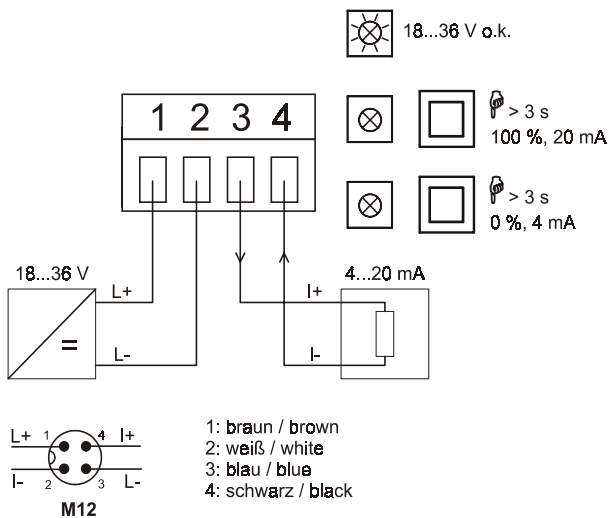 18...36 V o.k.
1 2 3 4
> 3 s
100 %, 20 mA
> 3 s
0 %, 4 mA
18...36 V
4...20 mA
L+
I+
=
L-
I-
L+ 1 4 I+
I- 2 3 L-
M12
1: braun / brown
2: weiß / white
3: blau / blue
4: schwarz / black